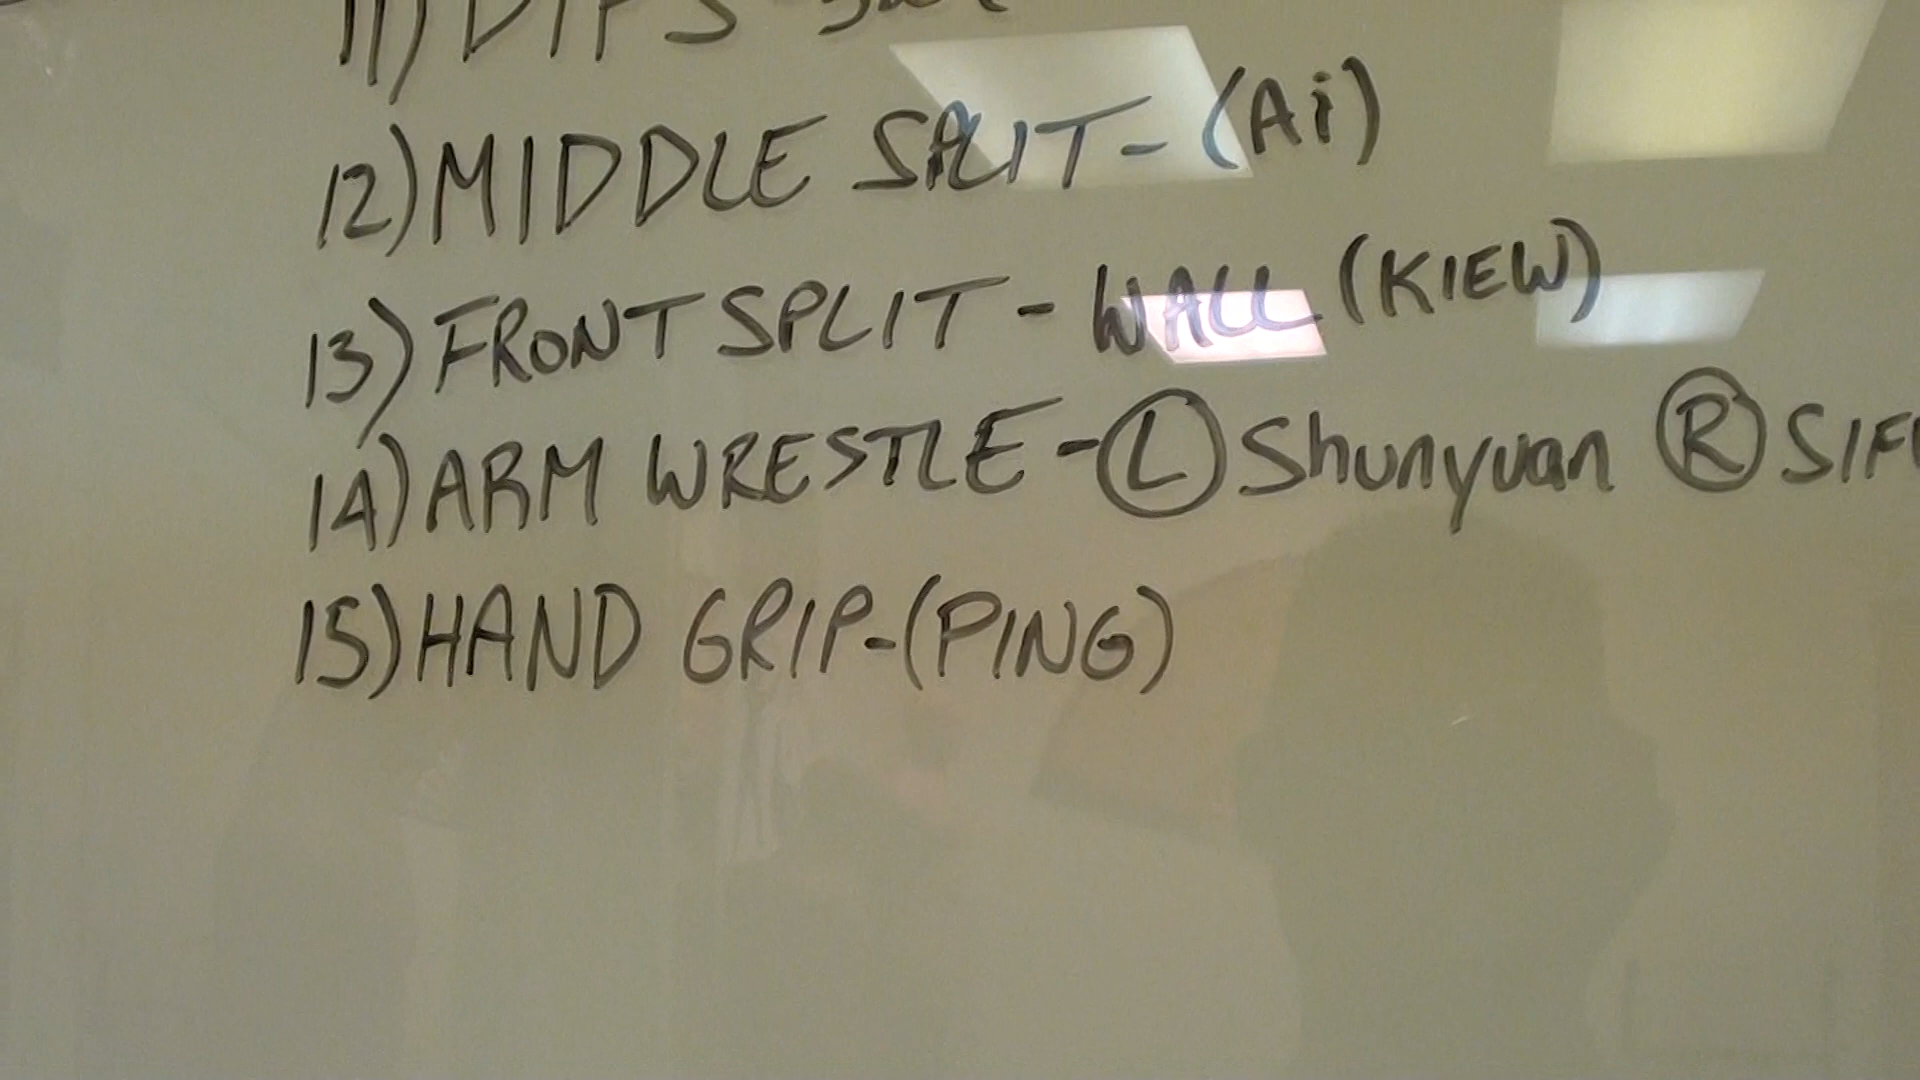 11) DIPS
12) MIDDLE SPLIT - (Ai)
13) FRONT SPLIT - WALL (KIEW)
14) ARM WRESTLE - Ⓛ Shunyuan Ⓡ
15) HAND GRIP - (PING)